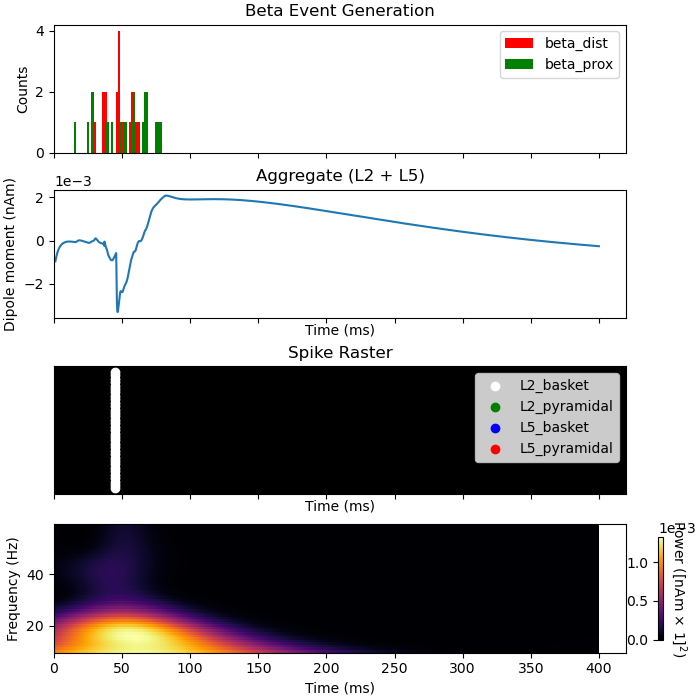 Beta Event Generation
4
2
0
Counts
beta_dist
beta_prox
Aggregate (L2 + L5)
1e−3
2
0
−2
Dipole moment (nAm)
Time (ms)
Spike Raster
L2_basket
L2_pyramidal
L5_basket
L5_pyramidal
Time (ms)
40
20
Frequency (Hz)
0 50 100 150 200 250 300 350 400
Time (ms)
1.0
0.5
0.0
Power ([nAm × 1]²)